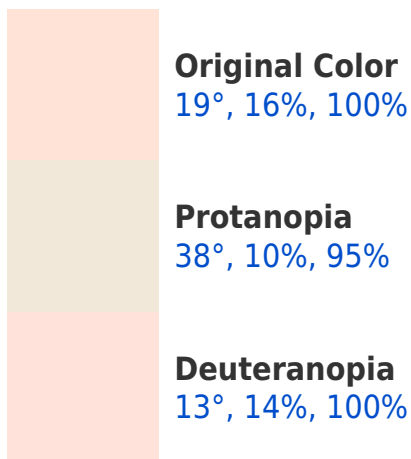 Original Color
19°, 16%, 100%
Protanopia
38°, 10%, 95%
Deuteranopia
13°, 14%, 100%